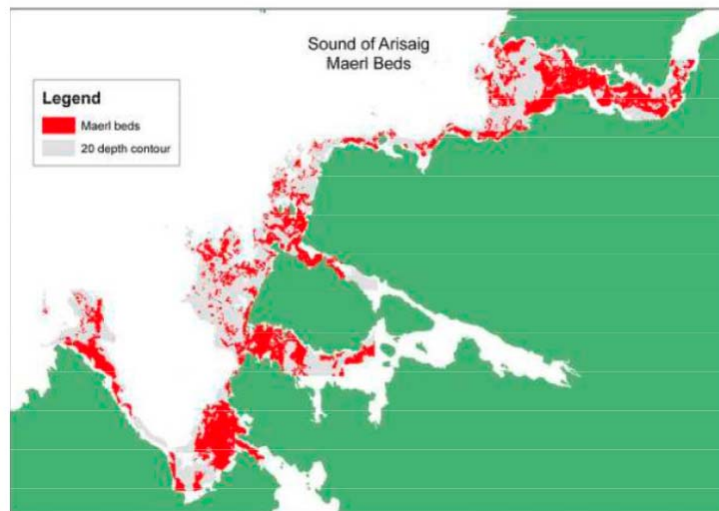 Sound of Arisaig
Maerl Beds
Legend
Maerl beds
20 depth contour